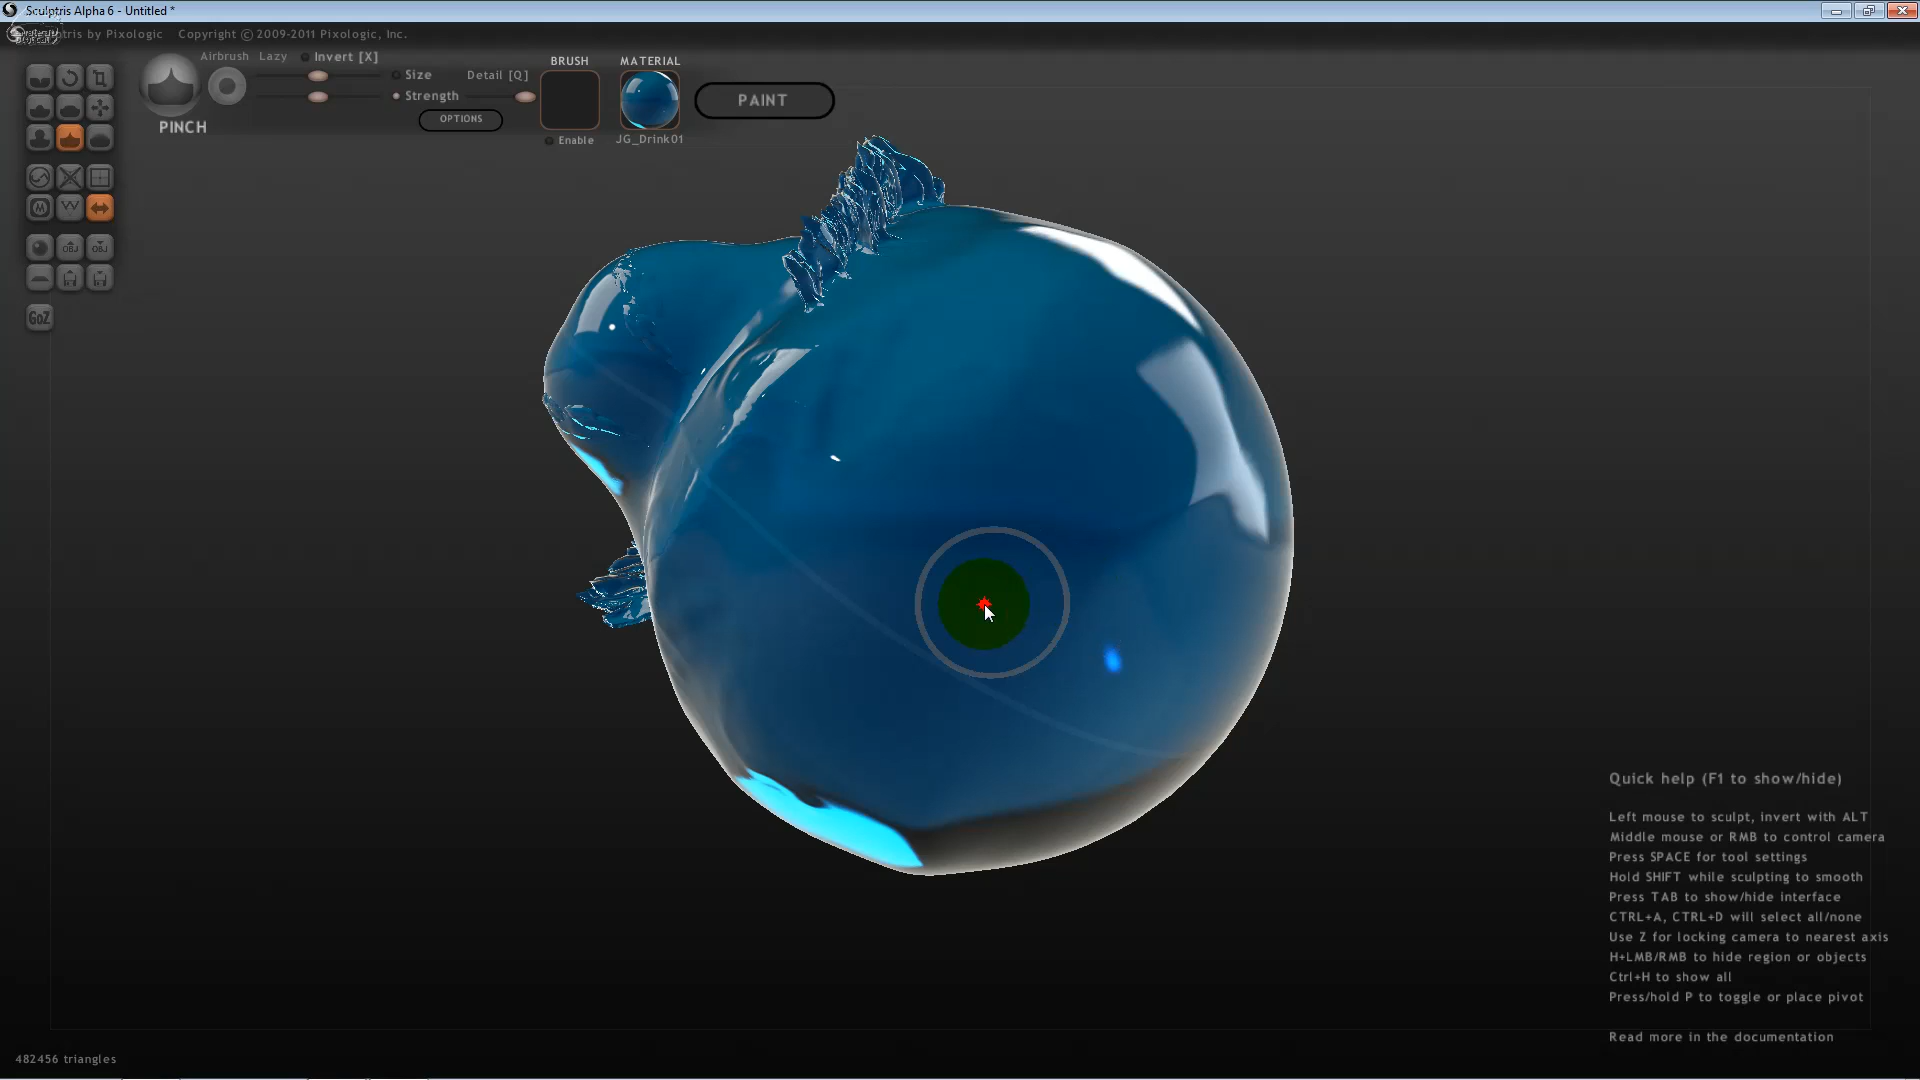 Sculptris Alpha 6 - Untitled *
tris by Pixologic Copyright © 2009-2011 Pixologic, Inc.
Airbrush Lazy Invert [X]
Size Detail [Q]
Strength
OPTIONS
PINCH
BRUSH
Enable
MATERIAL
JG_Drink01
PAINT
OBJ OBJ
GoZ
Quick help (F1 to show/hide)
Left mouse to sculpt, invert with ALT
Middle mouse or RMB to control camera
Press SPACE for tool settings
Hold SHIFT while sculpting to smooth
Press TAB to show/hide interface
CTRL+A, CTRL+D will select all/none
Use Z for locking camera to nearest axis
H+LMB/RMB to hide region or objects
Ctrl+H to show all
Press/hold P to toggle or place pivot
Read more in the documentation
482456 triangles